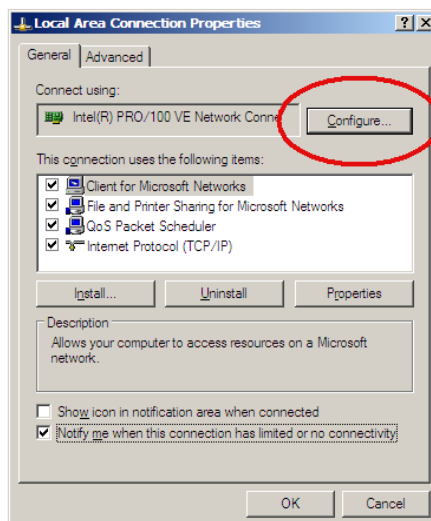 Local Area Connection Properties
General
Advanced
Connect using:
Intel(R) PRO/100 VE Network Conne
Configure...
This connection uses the following items:
Client for Microsoft Networks
File and Printer Sharing for Microsoft Networks
QoS Packet Scheduler
Internet Protocol (TCP/IP)
Install...
Uninstall
Properties
Description
Allows your computer to access resources on a Microsoft
network.
Show icon in notification area when connected
Notify me when this connection has limited or no connectivity
OK
Cancel